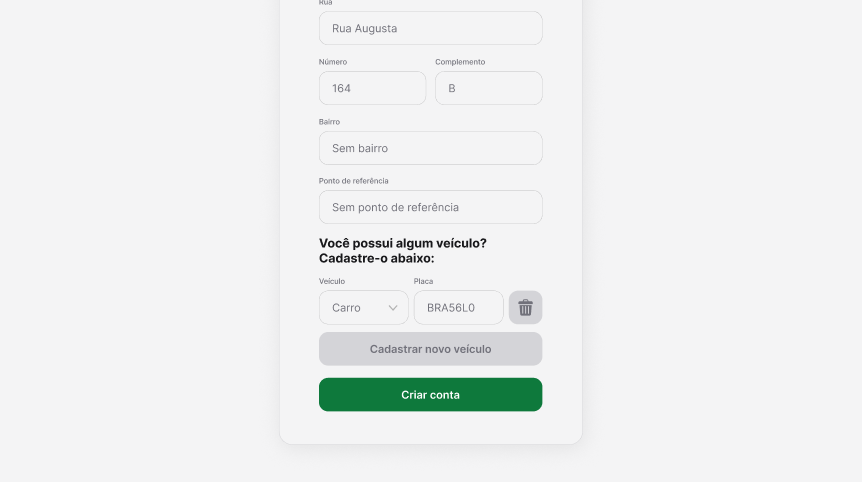 Rua
Rua Augusta
Número
Complemento
164
B
Bairro
Sem bairro
Ponto de referência
Sem ponto de referência
Você possui algum veículo?
Cadastre-o abaixo:
Veículo
Placa
Carro
BRA56L0
Cadastrar novo veículo
Criar conta